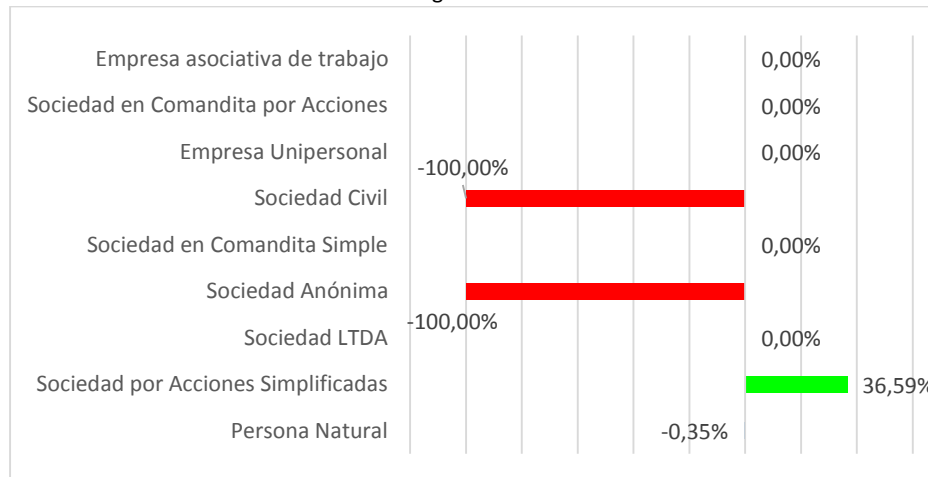 Empresa asociativa de trabajo 0,00%
Sociedad en Comandita por Acciones 0,00%
Empresa Unipersonal 0,00%
-100,00%
Sociedad Civil
Sociedad en Comandita Simple 0,00%
Sociedad Anónima
-100,00%
Sociedad LTDA 0,00%
Sociedad por Acciones Simplificadas 36,59%
Persona Natural -0,35%